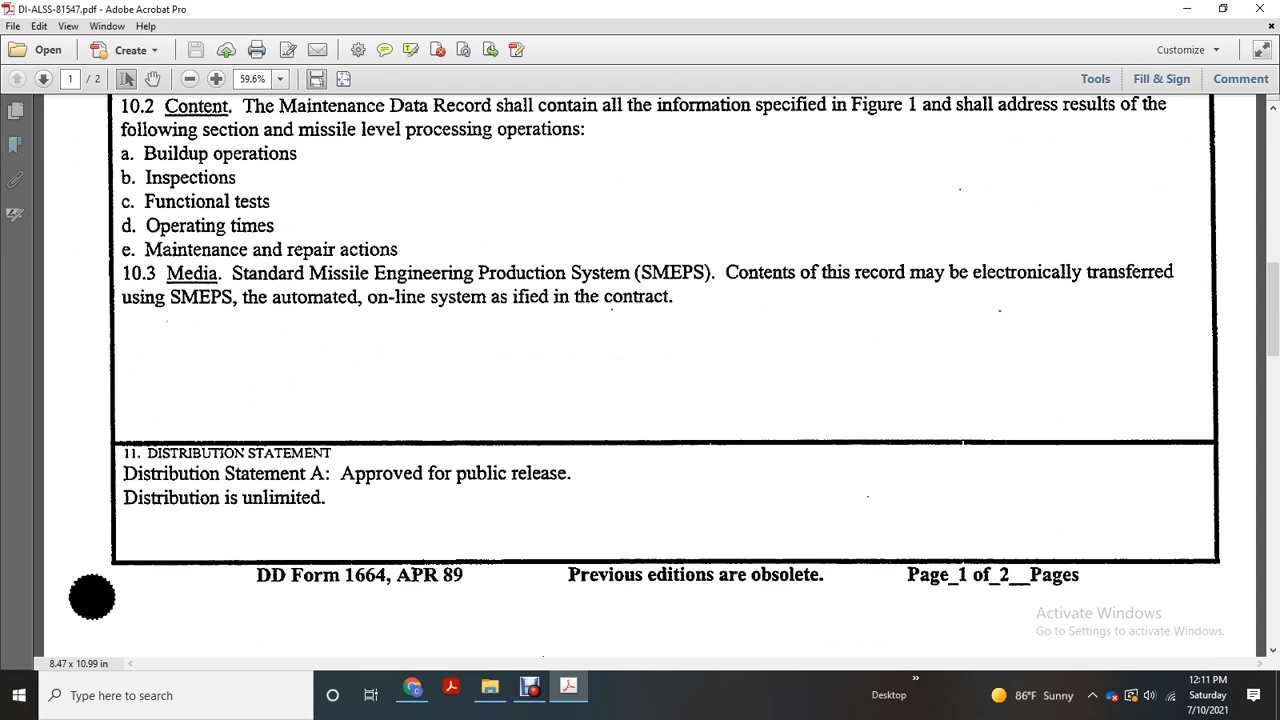 DI-ALSS-81547.pdf - Adobe Acrobat Pro
File Edit View Window Help
Open Create Customize
1 / 2 59.6% Tools Fill & Sign Comment
10.2 Content. The Maintenance Data Record shall contain all the information specified in Figure 1 and shall address results of the
following section and missile level processing operations:
a. Buildup operations
b. Inspections
c. Functional tests
d. Operating times
e. Maintenance and repair actions
10.3 Media. Standard Missile Engineering Production System (SMEPS). Contents of this record may be electronically transferred
using SMEPS, the automated, on-line system as ified in the contract.
11. DISTRIBUTION STATEMENT
Distribution Statement A: Approved for public release.
Distribution is unlimited.
DD Form 1664, APR 89 Previous editions are obsolete. Page_1 of_2__Pages
Activate Windows
Go to Settings to activate Windows.
8.47 x 10.99 in
Type here to search
Desktop
86°F Sunny
12:11 PM
Saturday
7/10/2021